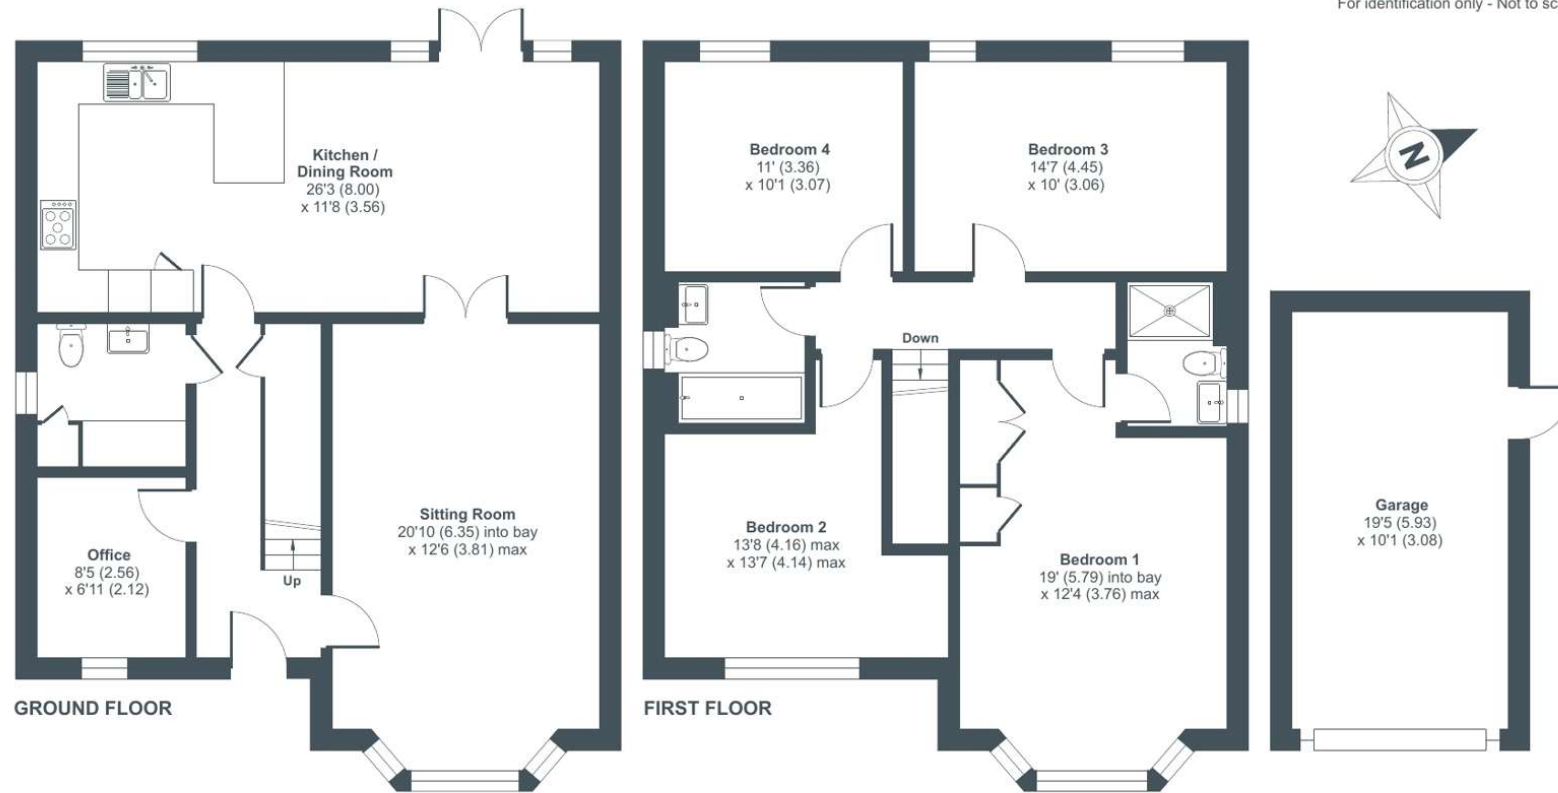 For identification only - Not to sc
Kitchen /
Dining Room
26'3 (8.00)
x 11'8 (3.56)
Bedroom 4
11' (3.36)
x 10'1 (3.07)
Bedroom 3
14'7 (4.45)
x 10' (3.06)
N
Down
Sitting Room
20'10 (6.35) into bay
x 12'6 (3.81) max
Office
8'5 (2.56)
x 6'11 (2.12)
Up
Bedroom 2
13'8 (4.16) max
x 13'7 (4.14) max
Bedroom 1
19' (5.79) into bay
x 12'4 (3.76) max
Garage
19'5 (5.93)
x 10'1 (3.08)
GROUND FLOOR
FIRST FLOOR